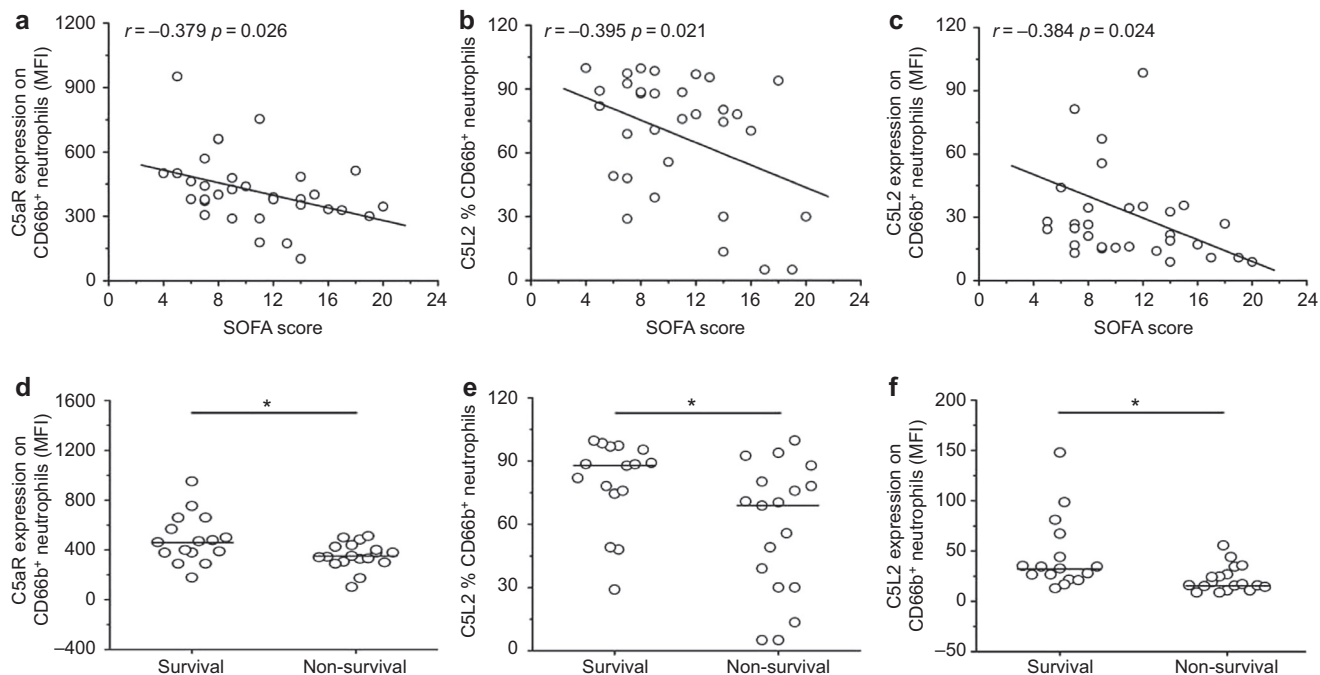 a
r = –0.379 p = 0.026
C5aR expression on
CD66b⁺ neutrophils (MFI)
1200
900
600
300
0
0 4 8 12 16 20 24
SOFA score
b
r = –0.395 p = 0.021
C5L2 % CD66b⁺ neutrophils
120
90
60
30
0
0 4 8 12 16 20 24
SOFA score
c
r = –0.384 p = 0.024
C5L2 expression on
CD66b⁺ neutrophils (MFI)
120
90
60
30
0
0 4 8 12 16 20 24
SOFA score
d
C5aR expression on
CD66b⁺ neutrophils (MFI)
1600
1200
800
400
0
–400
*
Survival Non-survival
e
C5L2 % CD66b⁺ neutrophils
120
90
60
30
0
*
Survival Non-survival
f
C5L2 expression on
CD66b⁺ neutrophils (MFI)
200
150
100
50
0
–50
*
Survival Non-survival